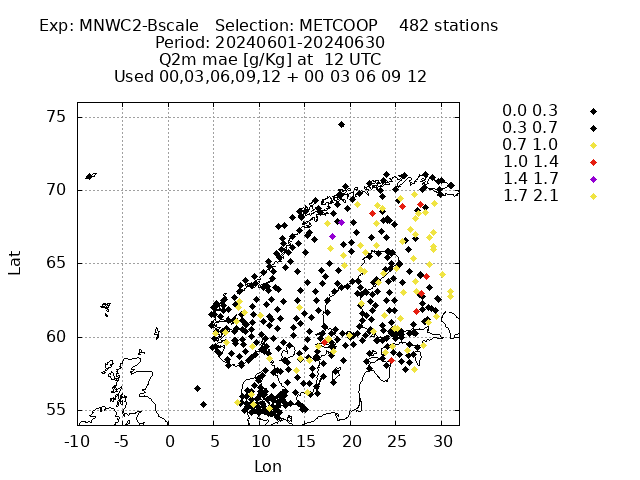 Exp: MNWC2-Bscale   Selection: METCOOP    482 stations
Period: 20240601-20240630
Q2m mae [g/Kg] at  12 UTC
Used 00,03,06,09,12 + 00 03 06 09 12
0.0 0.3
0.3 0.7
0.7 1.0
1.0 1.4
1.4 1.7
1.7 2.1
75
70
65
60
55
Lat
-10 -5 0 5 10 15 20 25 30
Lon